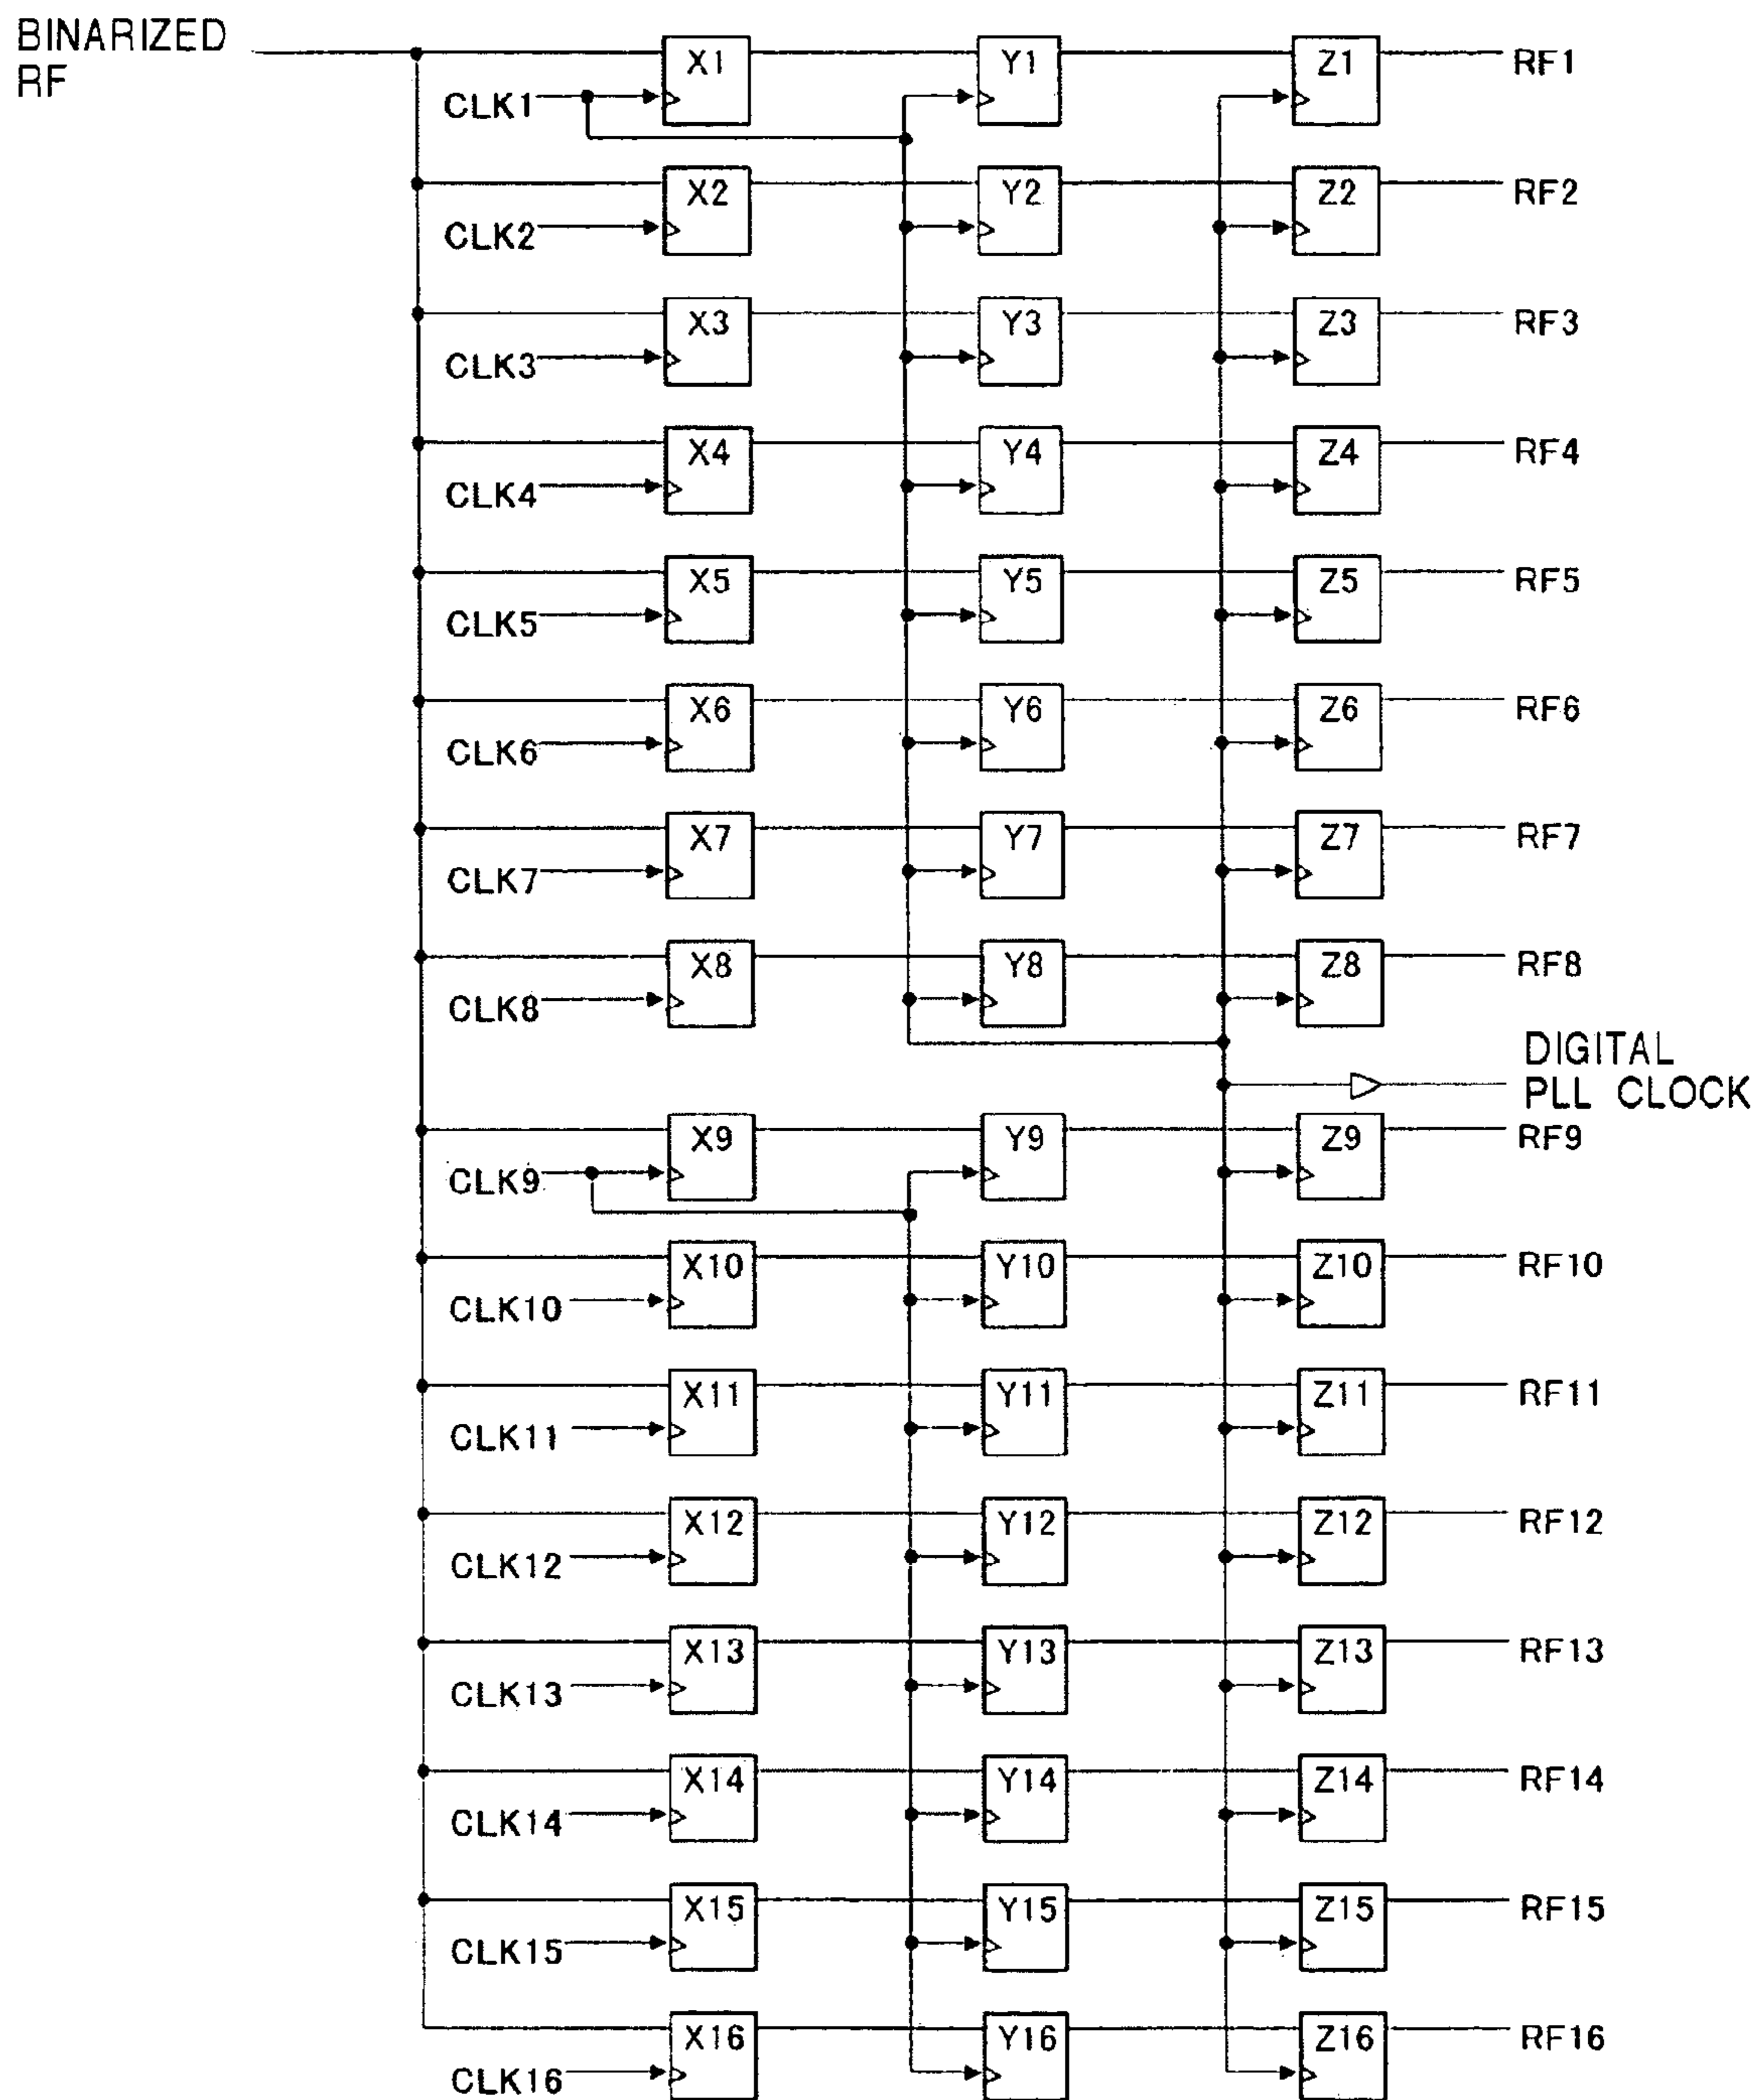 BINARIZED
RF
X1 Y1 Z1 RF1
CLK1
X2 Y2 Z2 RF2
CLK2
X3 Y3 Z3 RF3
CLK3
X4 Y4 Z4 RF4
CLK4
X5 Y5 Z5 RF5
CLK5
X6 Y6 Z6 RF6
CLK6
X7 Y7 Z7 RF7
CLK7
X8 Y8 Z8 RF8
CLK8
DIGITAL
PLL CLOCK
X9 Y9 Z9 RF9
CLK9
X10 Y10 Z10 RF10
CLK10
X11 Y11 Z11 RF11
CLK11
X12 Y12 Z12 RF12
CLK12
X13 Y13 Z13 RF13
CLK13
X14 Y14 Z14 RF14
CLK14
X15 Y15 Z15 RF15
CLK15
X16 Y16 Z16 RF16
CLK16